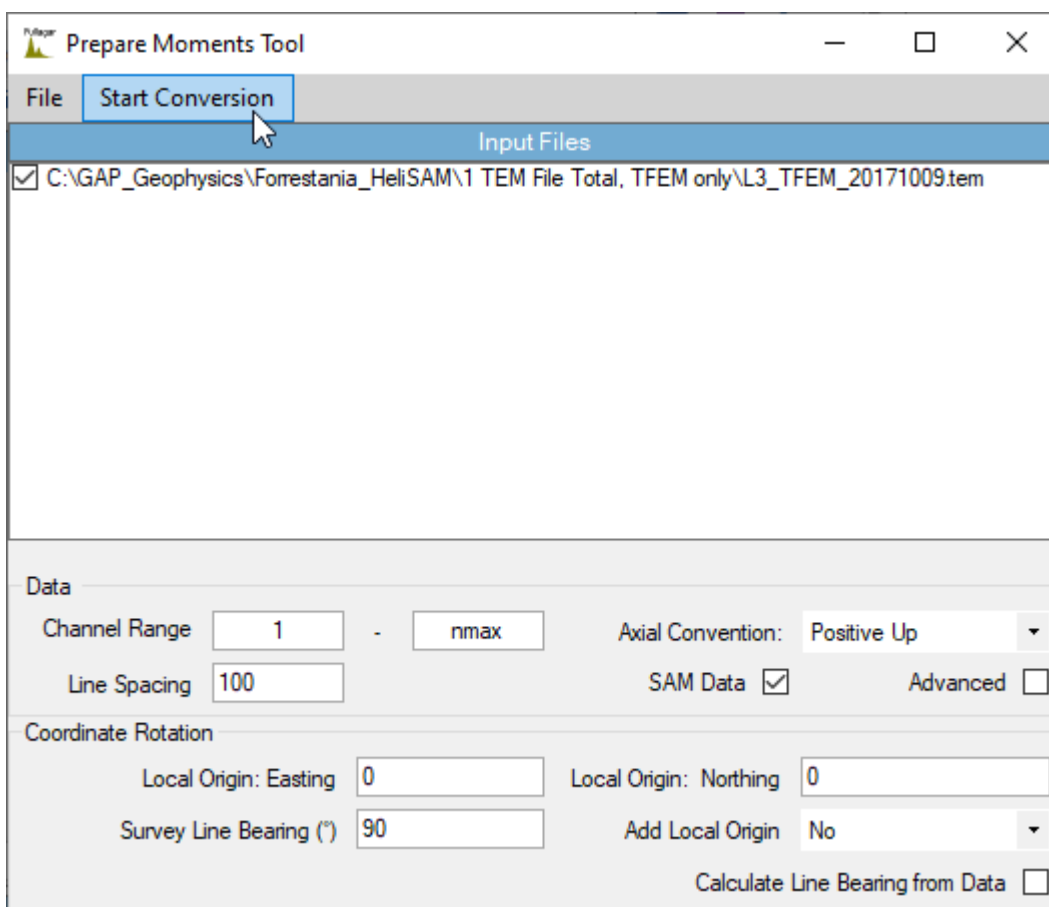 Prepare Moments Tool
File Start Conversion
Input Files
C:\GAP_Geophysics\Forrestania_HeliSAM\1 TEM File Total, TFEM only\L3_TFEM_20171009.tem
Data
Channel Range 1 - nmax Axial Convention: Positive Up
Line Spacing 100 SAM Data Advanced
Coordinate Rotation
Local Origin: Easting 0 Local Origin: Northing 0
Survey Line Bearing (°) 90 Add Local Origin No
Calculate Line Bearing from Data